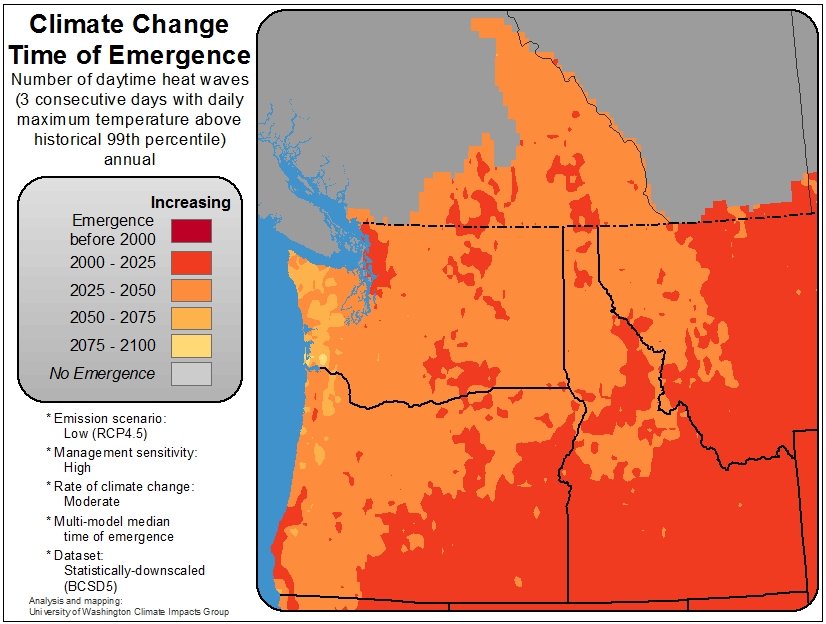 Climate Change
Time of Emergence
Number of daytime heat waves
(3 consecutive days with daily
maximum temperature above
historical 99th percentile)
annual
Increasing
Emergence
before 2000
2000 - 2025
2025 - 2050
2050 - 2075
2075 - 2100
No Emergence
* Emission scenario:
Low (RCP4.5)
* Management sensitivity:
High
* Rate of climate change:
Moderate
* Multi-model median
time of emergence
* Dataset:
Statistically-downscaled
(BCSD5)
Analysis and mapping:
University of Washington Climate Impacts Group